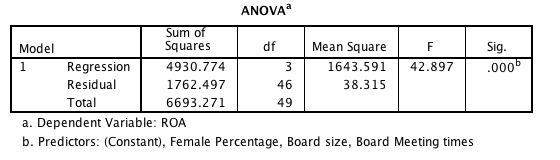 ANOVAa
Model Sum of Squares df Mean Square F Sig.
1 Regression 4930.774 3 1643.591 42.897 .000b
Residual 1762.497 46 38.315
Total 6693.271 49
a. Dependent Variable: ROA
b. Predictors: (Constant), Female Percentage, Board size, Board Meeting times